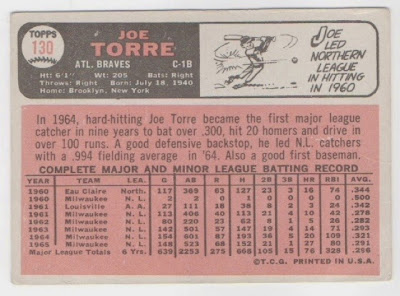 TOPPS
130
JOE
TORRE
ATL. BRAVES C-1B
Ht: 6'1" Wt: 205 Bats: Right
Throws: Right Born: July 18, 1940
Home: Brooklyn, New York
JOE
LED
NORTHERN
LEAGUE
IN HITTING
IN 1960
In 1964, hard-hitting Joe Torre became the first major league
catcher in nine years to bat over .300, hit 20 homers and drive in
over 100 runs. A good defensive backstop, he led N.L. catchers
with a .994 fielding average in '64. Also a good first baseman.
COMPLETE MAJOR AND MINOR LEAGUE BATTING RECORD
YEAR TEAM LEA. G AB R H 2B 3B HR RBI AVG.
1960 Eau Claire North. 117 369 63 127 23 3 16 74 .344
1960 Milwaukee N.L. 2 2 0 1 0 0 0 0 .500
1961 Louisville A.A. 27 111 18 38 8 2 3 24 .342
1961 Milwaukee N.L. 113 406 40 113 21 4 10 42 .278
1962 Milwaukee N.L. 80 220 23 62 8 1 5 26 .282
1963 Milwaukee N.L. 142 501 57 147 19 4 14 71 .293
1964 Milwaukee N.L. 154 601 87 193 36 5 20 109 .321
1965 Milwaukee N.L. 148 523 68 152 21 1 27 80 .291
Major League Totals 6 Yrs. 639 2253 275 668 105 15 76 328 .296
©T.C.G. PRINTED IN U.S.A.